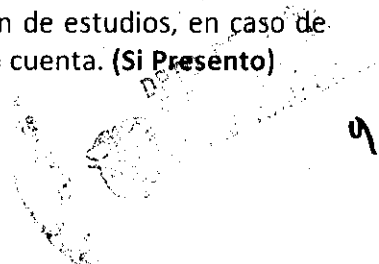 n de estudios, en caso de
cuenta. (Si Presento)